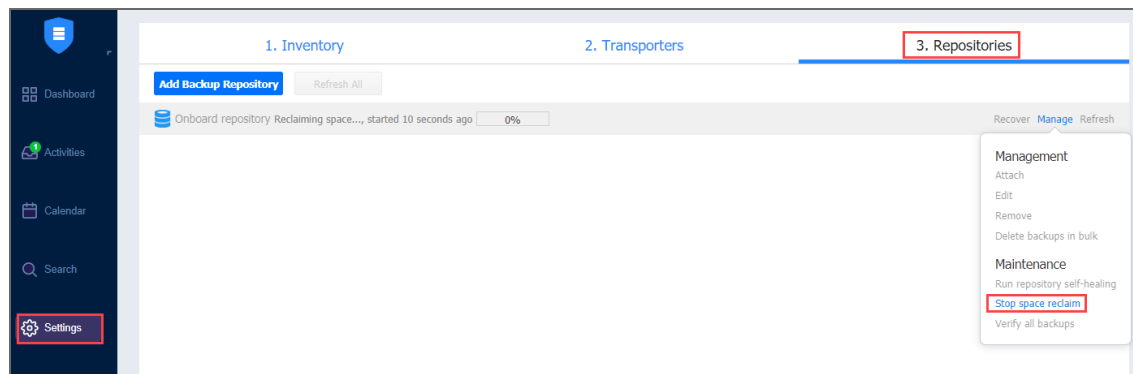 1. Inventory
2. Transporters
3. Repositories
Dashboard
Activities
1
Calendar
Search
Settings
Add Backup Repository
Refresh All
Onboard repository Reclaiming space..., started 10 seconds ago 0%
Recover Manage Refresh
Management
Attach
Edit
Remove
Delete backups in bulk
Maintenance
Run repository self-healing
Stop space reclaim
Verify all backups